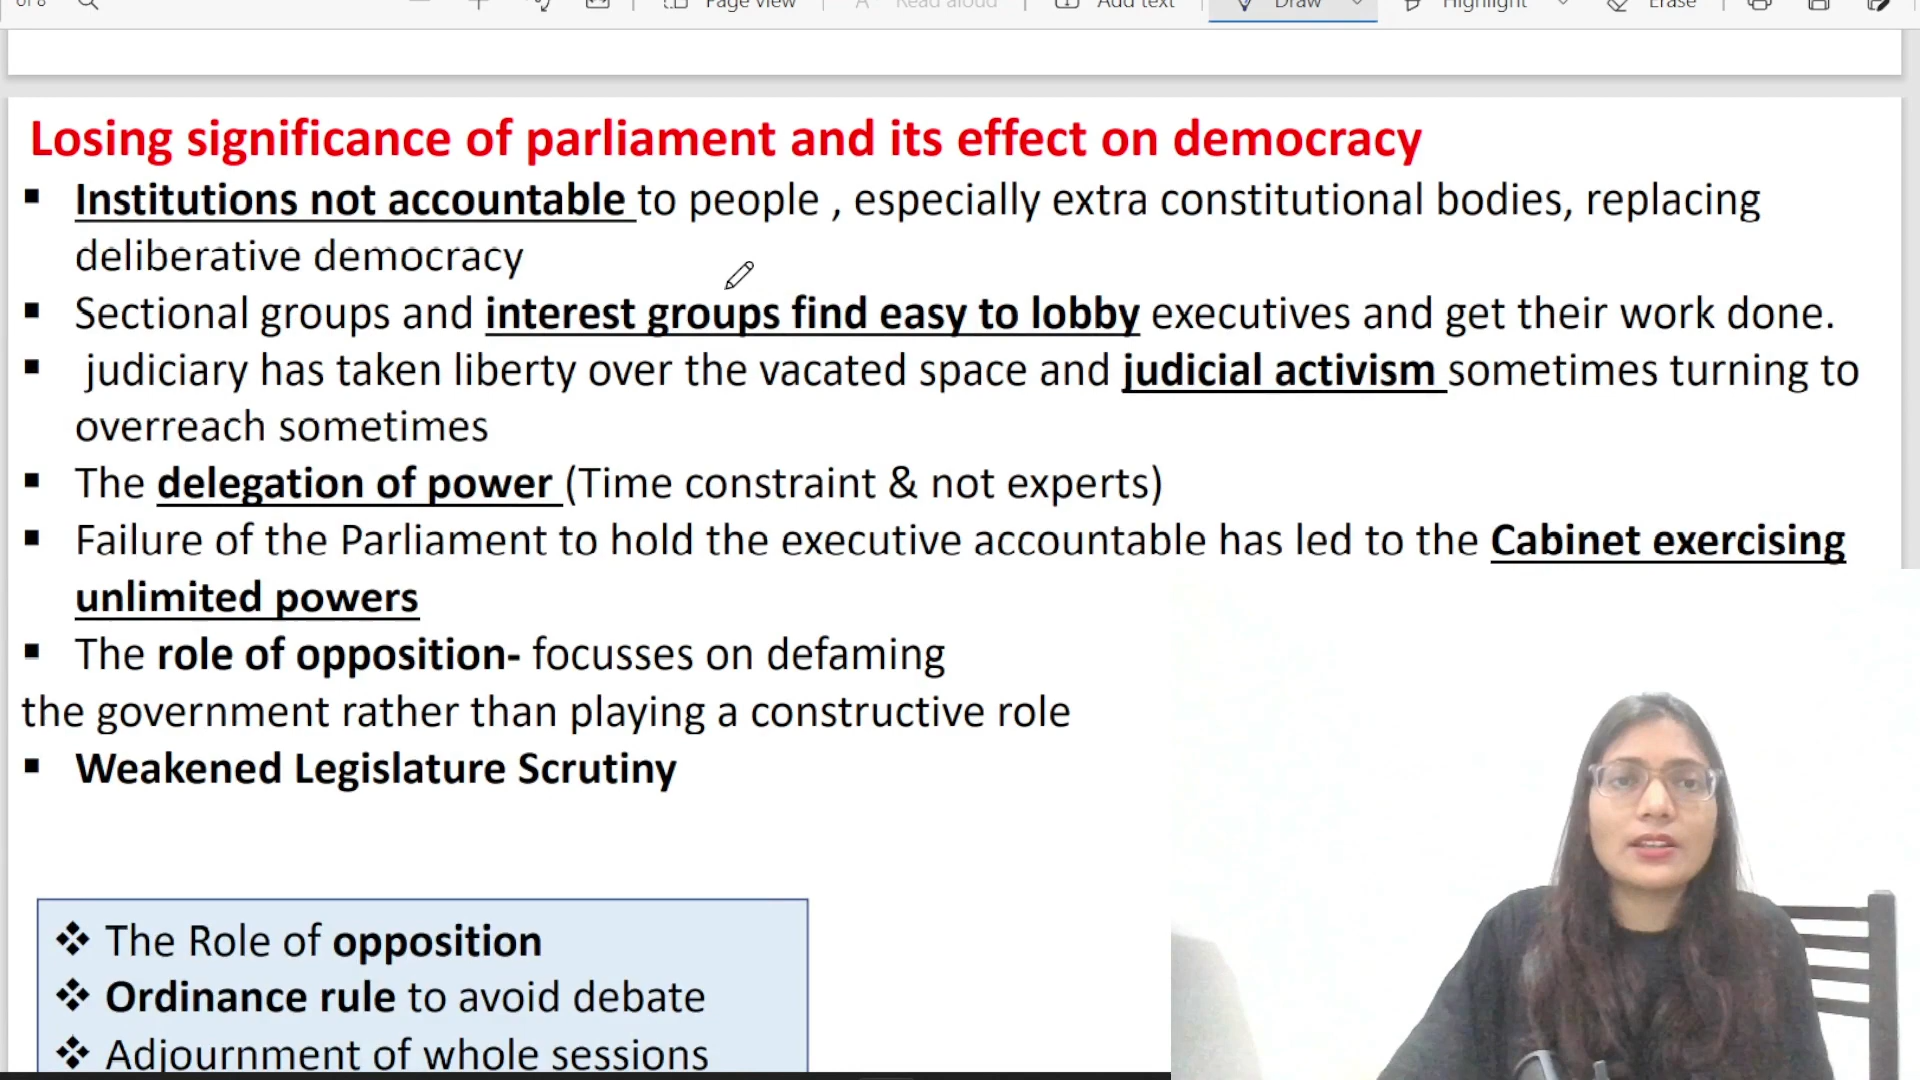 of 8 Page view A Read aloud Add text Draw Highlight Erase
Losing significance of parliament and its effect on democracy
▪ Institutions not accountable to people , especially extra constitutional bodies, replacing
deliberative democracy
▪ Sectional groups and interest groups find easy to lobby executives and get their work done.
▪ judiciary has taken liberty over the vacated space and judicial activism sometimes turning to
overreach sometimes
▪ The delegation of power (Time constraint & not experts)
▪ Failure of the Parliament to hold the executive accountable has led to the Cabinet exercising
unlimited powers
▪ The role of opposition- focusses on defaming
the government rather than playing a constructive role
▪ Weakened Legislature Scrutiny
❖ The Role of opposition
❖ Ordinance rule to avoid debate
❖ Adjournment of whole sessions